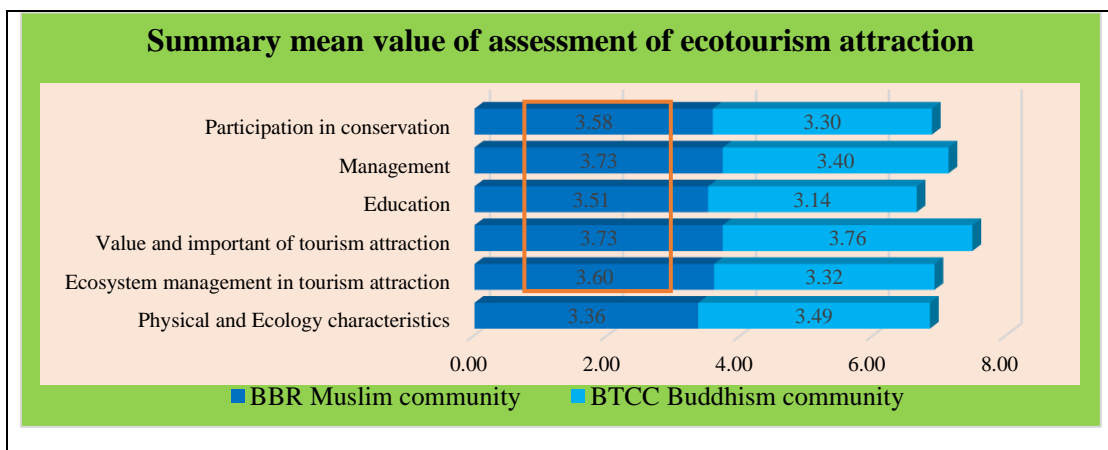 Summary mean value of assessment of ecotourism attraction
Participation in conservation 3.58 3.30
Management 3.73 3.40
Education 3.51 3.14
Value and important of tourism attraction 3.73 3.76
Ecosystem management in tourism attraction 3.60 3.32
Physical and Ecology characteristics 3.36 3.49
0.00 2.00 4.00 6.00 8.00
BBR Muslim community BTCC Buddhism community